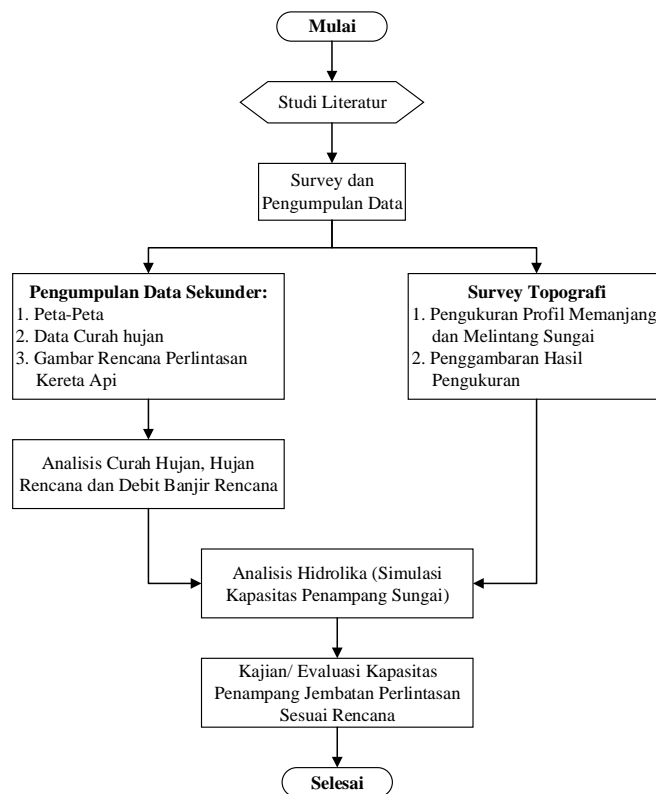 Mulai
Studi Literatur
Survey dan
Pengumpulan Data
Pengumpulan Data Sekunder:
1. Peta-Peta
2. Data Curah hujan
3. Gambar Rencana Perlintasan
Kereta Api
Survey Topografi
1. Pengukuran Profil Memanjang
dan Melintang Sungai
2. Penggambaran Hasil
Pengukuran
Analisis Curah Hujan, Hujan
Rencana dan Debit Banjir Rencana
Analisis Hidrolika (Simulasi
Kapasitas Penampang Sungai)
Kajian/ Evaluasi Kapasitas
Penampang Jembatan Perlintasan
Sesuai Rencana
Selesai